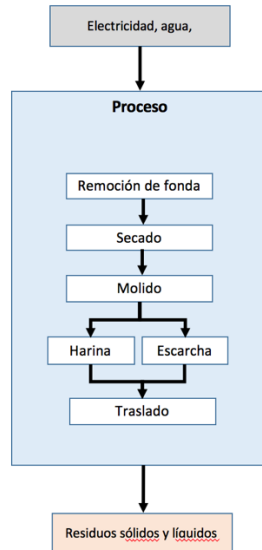 Electricidad, agua,
Proceso
Remoción de fonda
Secado
Molido
Harina
Escarcha
Traslado
Residuos sólidos y líquidos